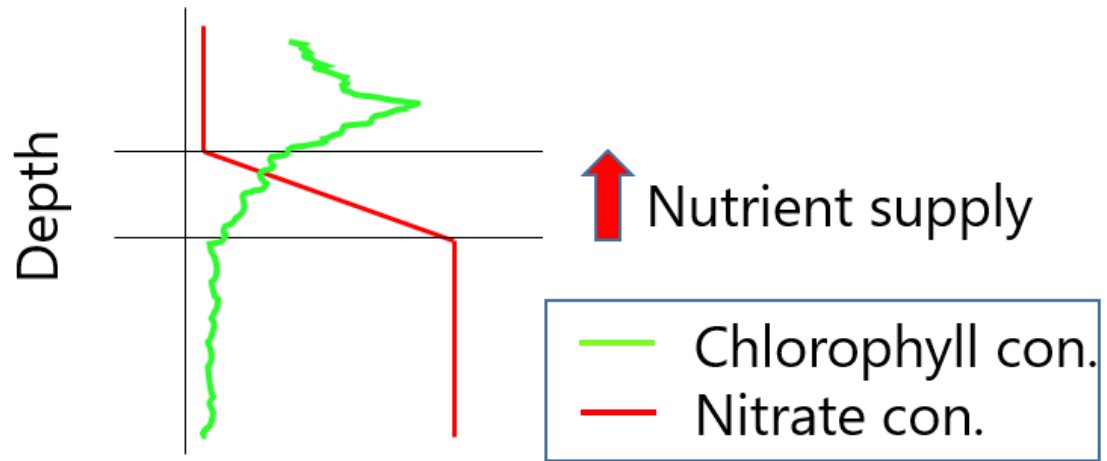 Depth
Nutrient supply
Chlorophyll con.
Nitrate con.